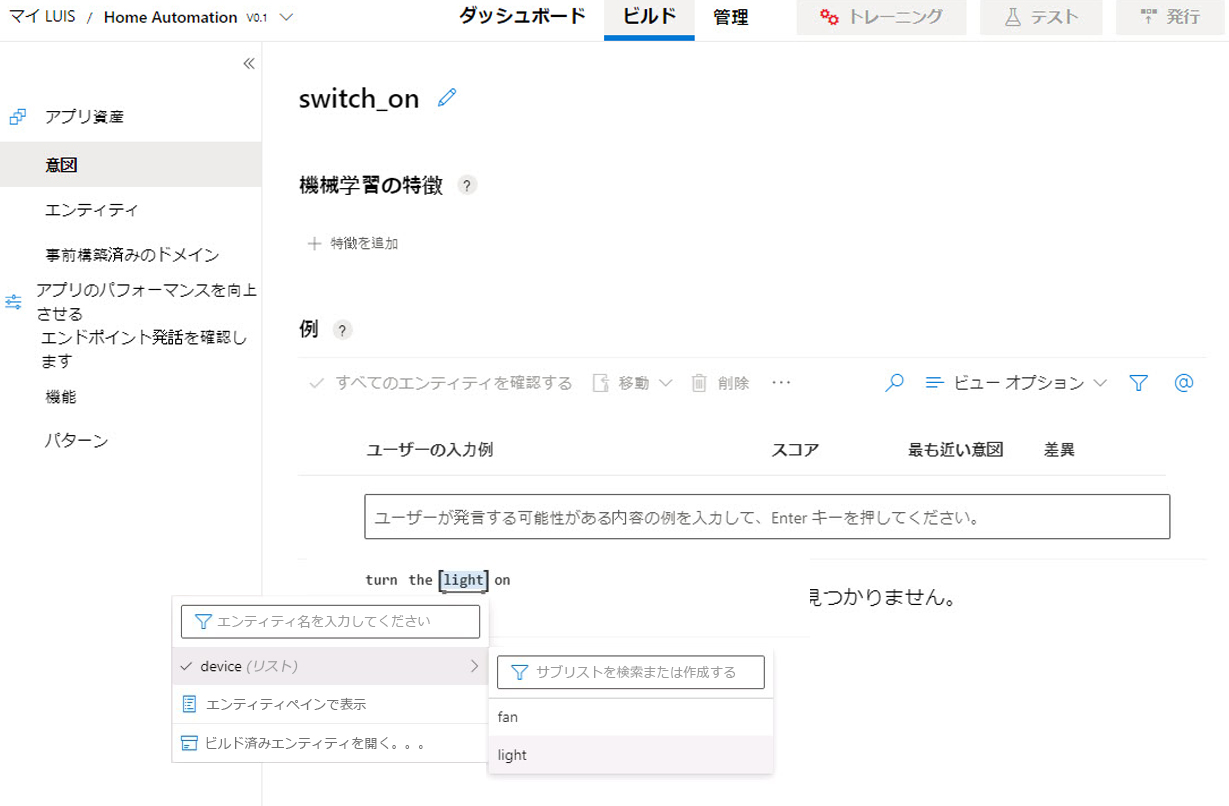 マイ LUIS / Home Automation V0.1
ダッシュボード ビルド 管理 トレーニング テスト 発行
アプリ資産
意図
エンティティ
事前構築済みのドメイン
アプリのパフォーマンスを向上
させる
エンドポイント発話を確認し
ます
機能
パターン
switch_on
機械学習の特徴 ?
+ 特徴を追加
例 ?
すべてのエンティティを確認する 移動 削除 ... ビュー オプション @
ユーザーの入力例 スコア 最も近い意図 差異
ユーザーが発言する可能性がある内容の例を入力して、Enter キーを押してください。
turn the [light] on
見つかりません。
エンティティ名を入力してください
device (リスト)
エンティティペインで表示
ビルド済みエンティティを開く。。。
サブリストを検索または作成する
fan
light